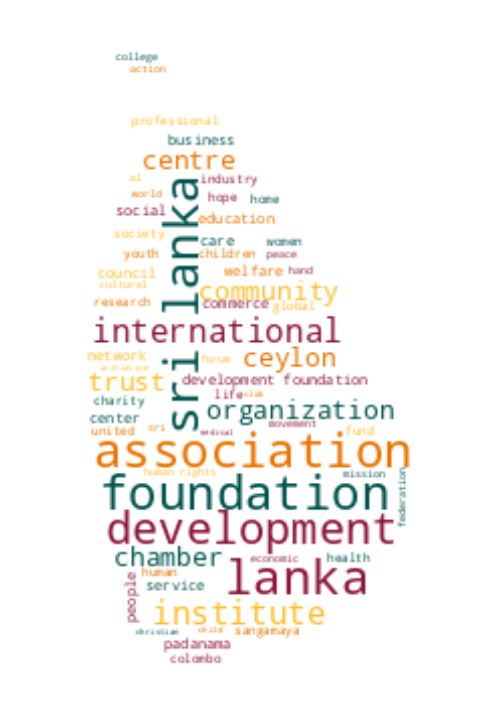 college
action
professional
business
centre
al industry
world hope home
social education
society care women
youth children peace
council welfare hand
cultural community
research commerce global
sri lanka
international
network forum ceylon
initiative
trust development foundation
charity life club
center organization
united sri medical movement fund
association
human rights mission
foundation
federation
development
chamber economic health
human lanka
people service
institute
christian child sangamaya
padanama
colombo